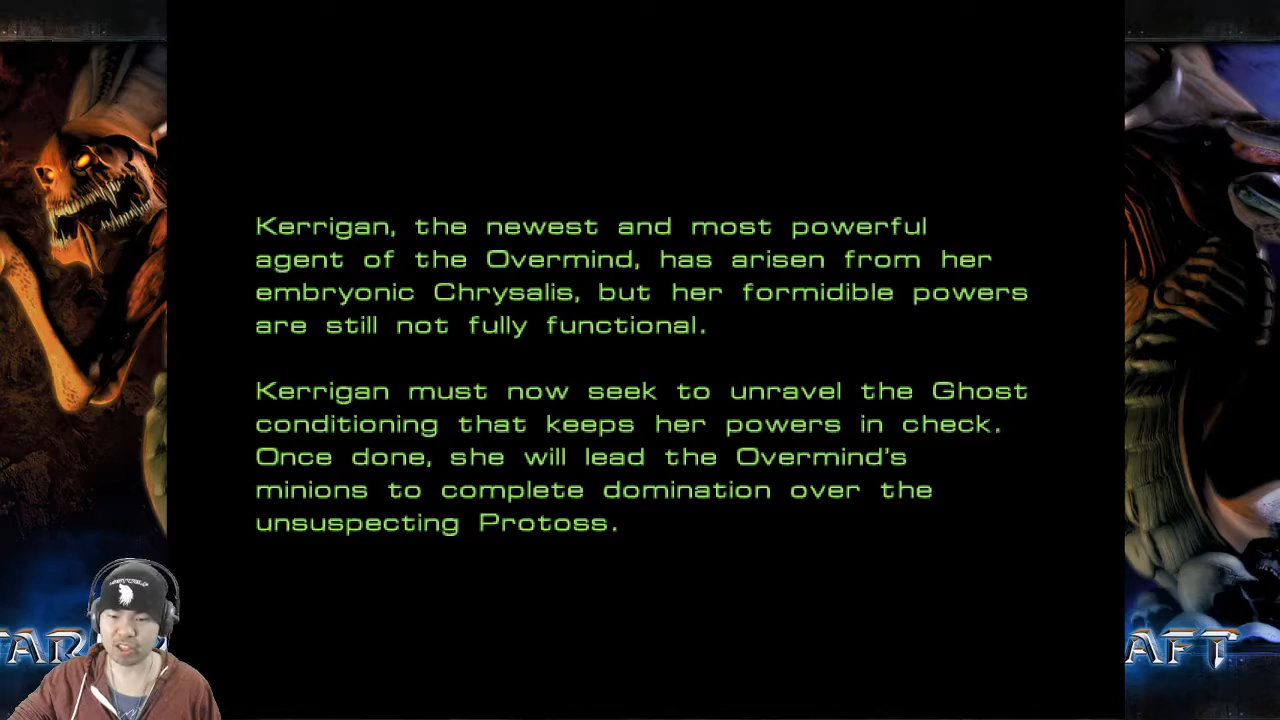 Kerrigan, the newest and most powerful
agent of the Overmind, has arisen from her
embryonic Chrysalis, but her formidible powers
are still not fully functional.
Kerrigan must now seek to unravel the Ghost
conditioning that keeps her powers in check.
Once done, she will lead the Overmind's
minions to complete domination over the
unsuspecting Protoss.
TAR
AFT